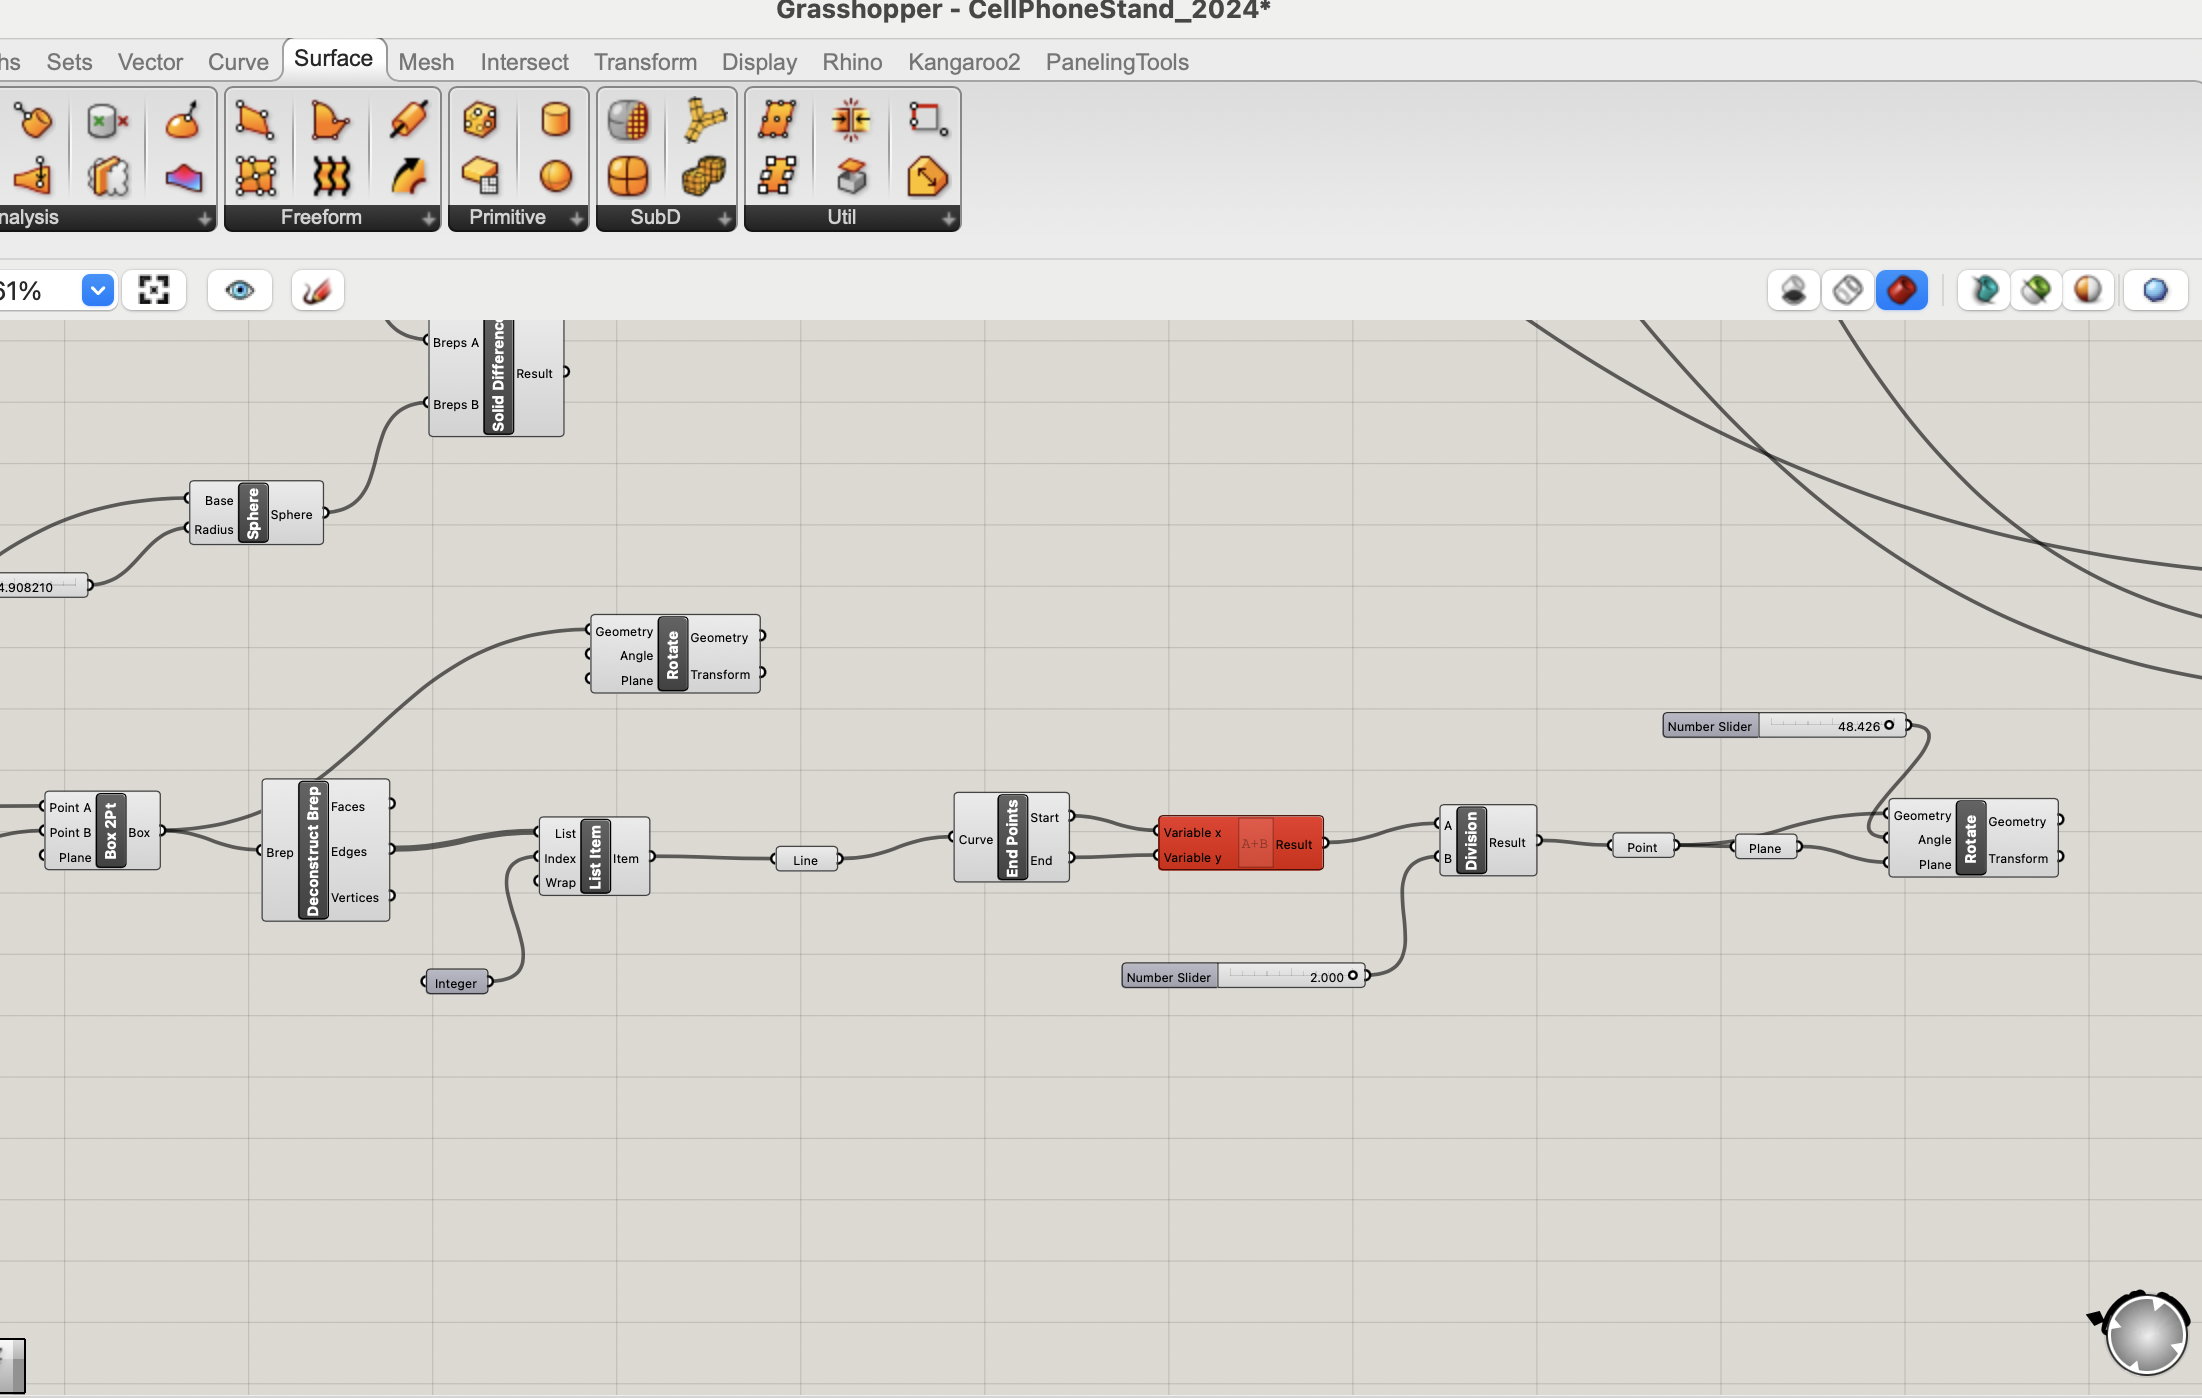 Grasshopper - CellPhoneStand_2024*
hs Sets Vector Curve Surface Mesh Intersect Transform Display Rhino Kangaroo2 PanelingTools
nalysis Freeform Primitive SubD Util
61%
Breps A
Breps B
Solid Differenc
Result
Base
Radius
Sphere
Sphere
4.908210
Geometry
Angle
Plane
Rotate
Geometry
Transform
Number Slider 48.426
Point A
Point B
Plane
Box 2Pt
Box
Brep
Deconstruct Brep
Faces
Edges
Vertices
List
Index
Wrap
List Item
Item
Line
Curve
End Points
Start
End
Variable x
Variable y
A+B
Result
A
B
Division
Result
Point
Plane
Geometry
Angle
Plane
Rotate
Geometry
Transform
Integer
Number Slider 2.000